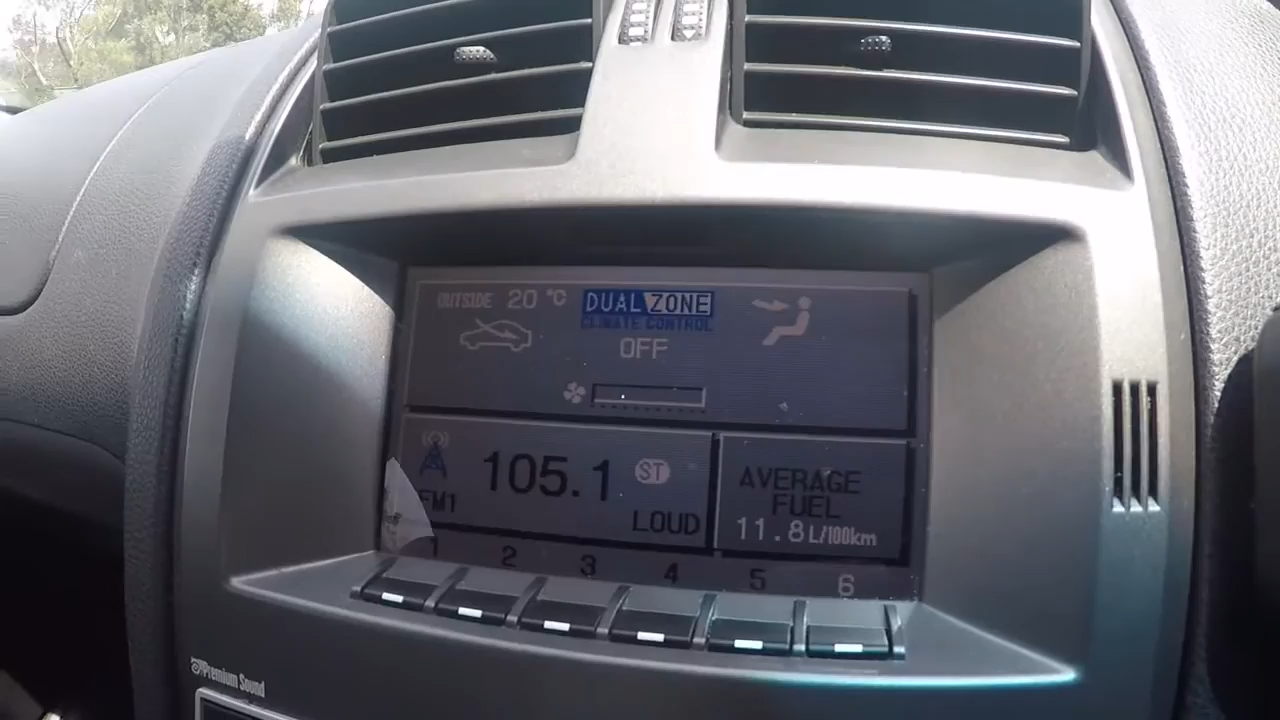 OUTSIDE 20 °C
DUAL ZONE
CLIMATE CONTROL
OFF
105.1 ST
FM1
LOUD
AVERAGE
FUEL
11.8 L/100km
1 2 3 4 5 6
Premium Sound